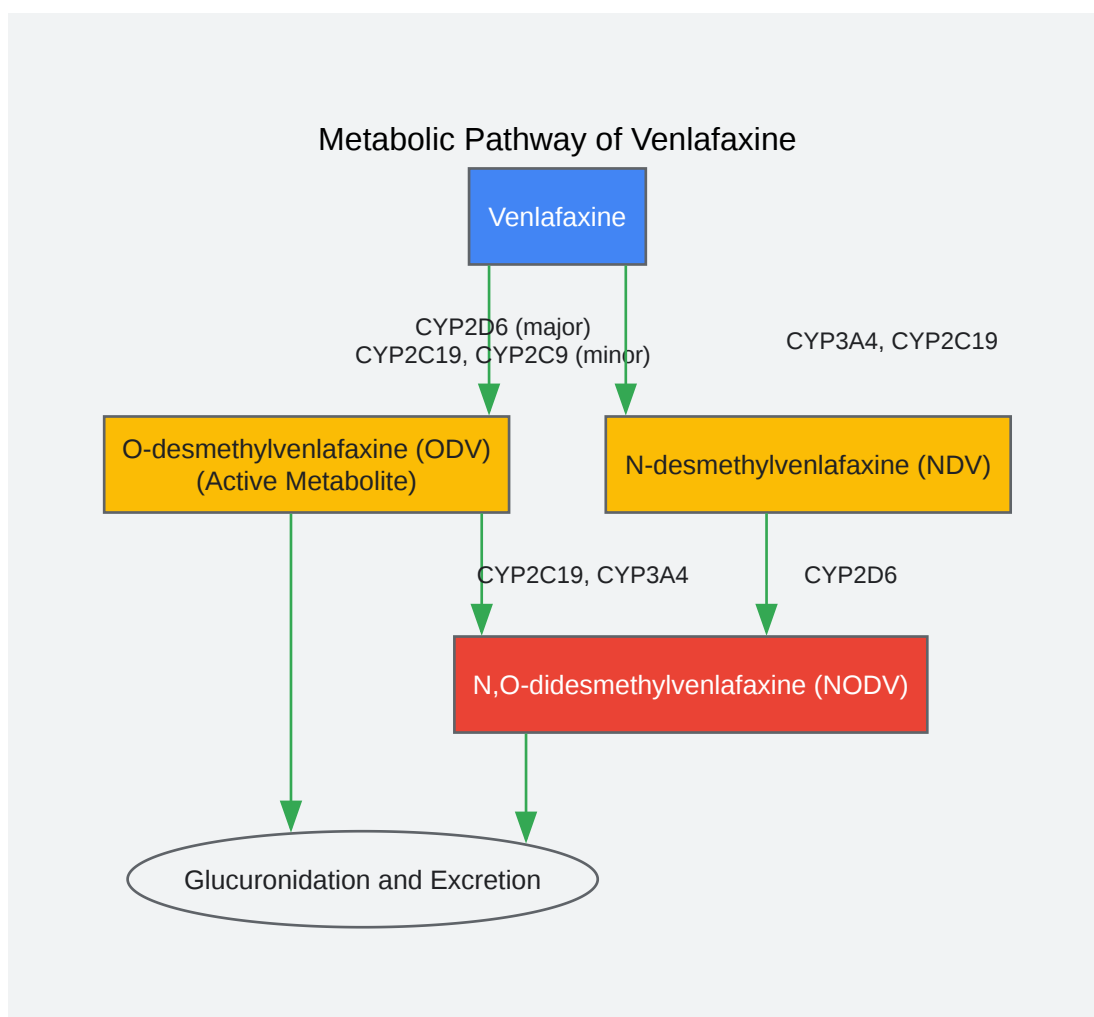 Metabolic Pathway of Venlafaxine
Venlafaxine
CYP2D6 (major)
CYP2C19, CYP2C9 (minor)
CYP3A4, CYP2C19
O-desmethylvenlafaxine (ODV)
(Active Metabolite)
N-desmethylvenlafaxine (NDV)
CYP2C19, CYP3A4
CYP2D6
N,O-didesmethylvenlafaxine (NODV)
Glucuronidation and Excretion